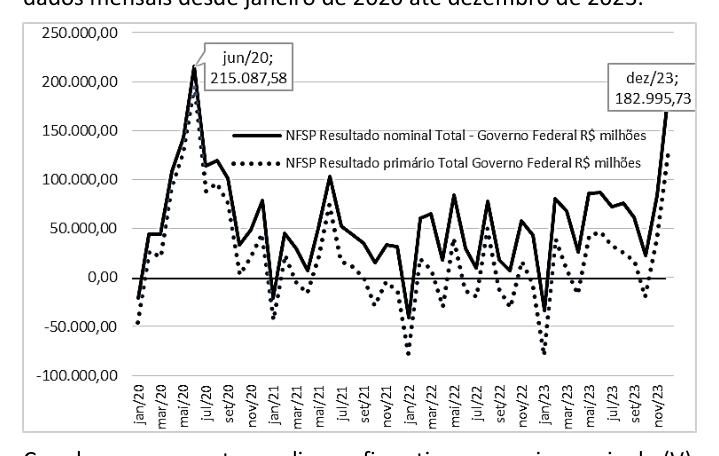 dados mensais desde janeiro de 2020 até dezembro de 2023.
250.000,00
200.000,00
150.000,00
100.000,00
50.000,00
0,00
-50.000,00
-100.000,00
jun/20;
215.087,58
dez/23;
182.995,73
NFSP Resultado nominal Total - Governo Federal R$ milhões
NFSP Resultado primário Total Governo Federal R$ milhões
jan/20
mar/20
mai/20
jul/20
set/20
nov/20
jan/21
mar/21
mai/21
jul/21
set/21
nov/21
jan/22
mar/22
mai/22
jul/22
set/22
nov/22
jan/23
mar/23
mai/23
jul/23
set/23
nov/23